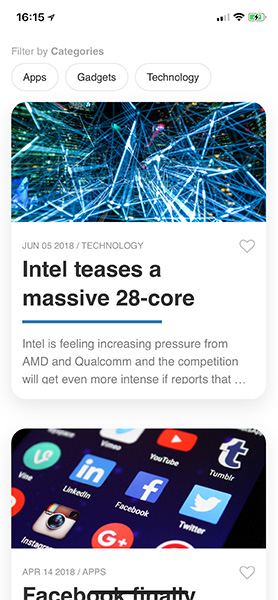 16:15
Filter by Categories
Apps
Gadgets
Technology
JUN 05 2018 / TECHNOLOGY
Intel teases a
massive 28-core
Intel is feeling increasing pressure from
AMD and Qualcomm and the competition
will get even more intense if reports that ...
Vimeo
YouTube
Tumblr
Vine
LinkedIn
Facebook
Twitter
Instagram
Google+
APR 14 2018 / APPS
Facebook finally